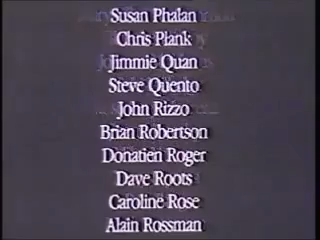 Susan Phalan
Chris Plank
Jimmie Quan
Steve Quento
John Rizzo
Brian Robertson
Donatien Roger
Dave Roots
Caroline Rose
Alain Rossman